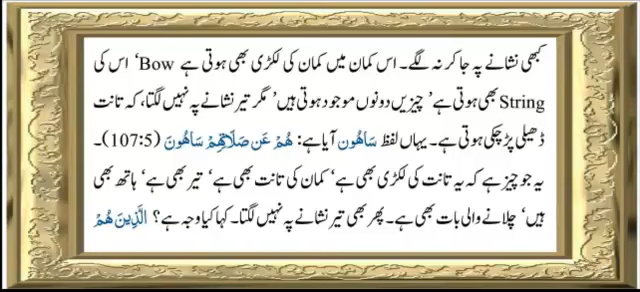 کبھی نشانے پہ جا کر نہ لگے۔ اس کمان میں کمان کی لکڑی بھی ہوتی ہے Bow‘ اس کی
String بھی ہوتی ہے‘ چیزیں دونوں موجود ہوتی ہیں‘ مگر تیر نشانے پہ نہیں لگتا، کہ تانت
ڈھیلی پڑ چکی ہوتی ہے۔ یہاں لفظ سَاھُون آیا ہے: ھُمْ عَن صَلَاتِھِمْ سَاھُونَ (107:5)۔
یہ جو چیز ہے کہ یہ تانت کی لکڑی بھی ہے‘ کمان کی تانت بھی ہے‘ تیر بھی ہے‘ ہاتھ بھی
ہیں‘ چلانے والی بات بھی ہے۔ پھر بھی تیر نشانے پہ نہیں لگتا۔ کہا کیا وجہ ہے؟ الَّذِينَ ھُمْ